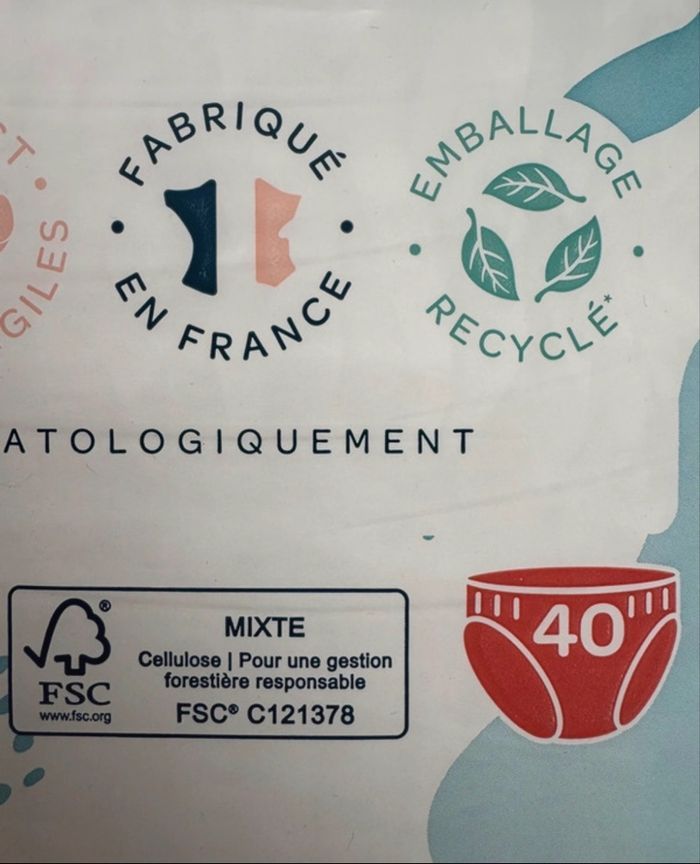 FABRIQUÉ
EN FRANCE
EMBALLAGE
RECYCLÉ*
GILES
ATOLOGIQUEMENT
FSC®
www.fsc.org
MIXTE
Cellulose | Pour une gestion
forestière responsable
FSC® C121378
40